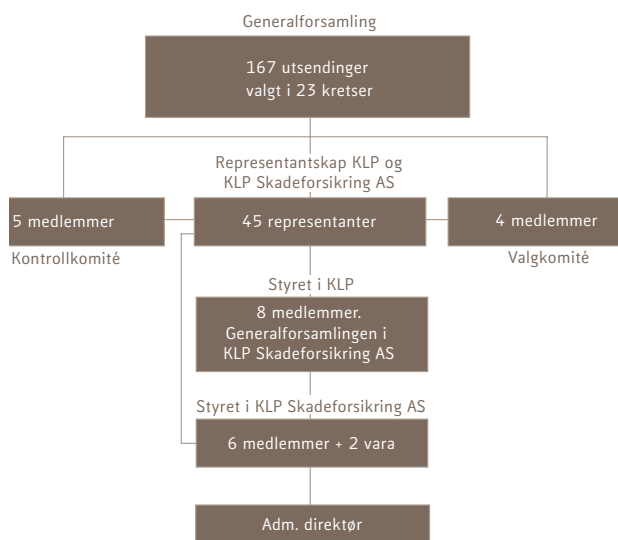 Generalforsamling
167 utsendinger
valgt i 23 kretser
Representantskap KLP og
KLP Skadeforsikring AS
5 medlemmer
45 representanter
4 medlemmer
Kontrollkomité
Valgkomité
Styret i KLP
8 medlemmer.
Generalforsamlingen i
KLP Skadeforsikring AS
Styret i KLP Skadeforsikring AS
6 medlemmer + 2 vara
Adm. direktør